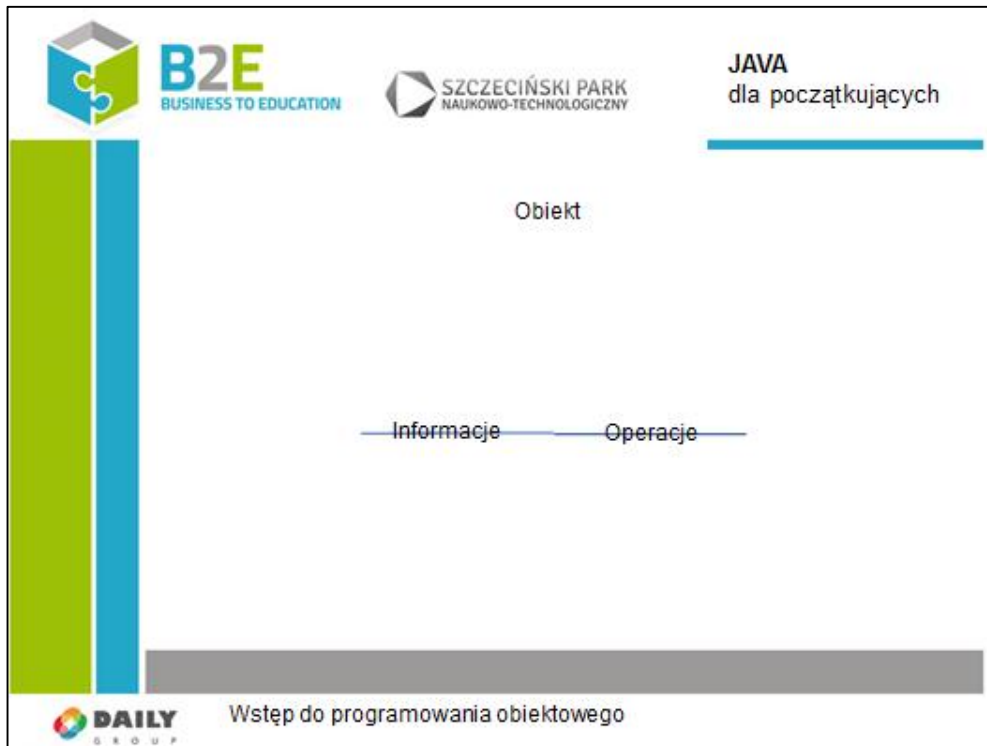 B2E
BUSINESS TO EDUCATION
SZCZECIŃSKI PARK
NAUKOWO-TECHNOLOGICZNY
JAVA
dla początkujących
Obiekt
Informacje
Operacje
DAILY
GROUP
Wstęp do programowania obiektowego